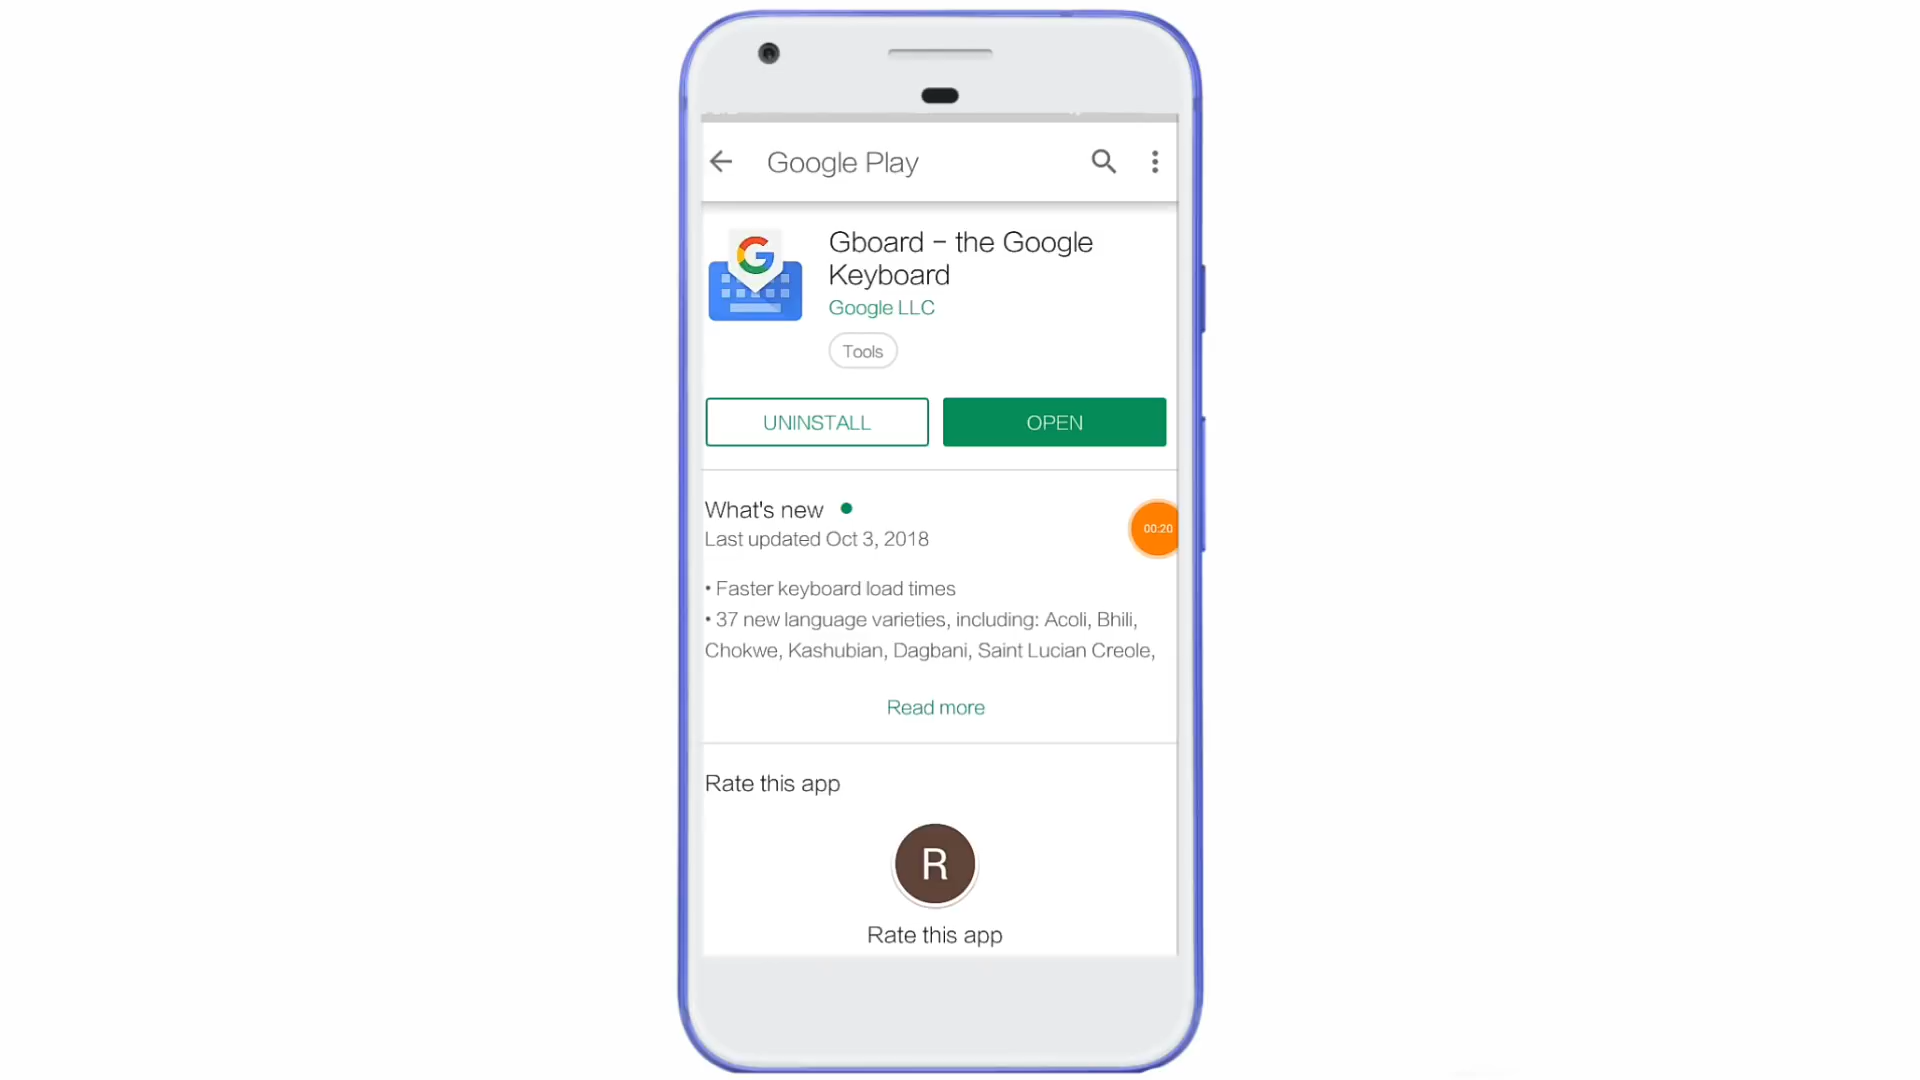 Google Play
Gboard – the Google
Keyboard
Google LLC
Tools
UNINSTALL
OPEN
What's new
Last updated Oct 3, 2018
00:20
• Faster keyboard load times
• 37 new language varieties, including: Acoli, Bhili,
Chokwe, Kashubian, Dagbani, Saint Lucian Creole,
Read more
Rate this app
R
Rate this app